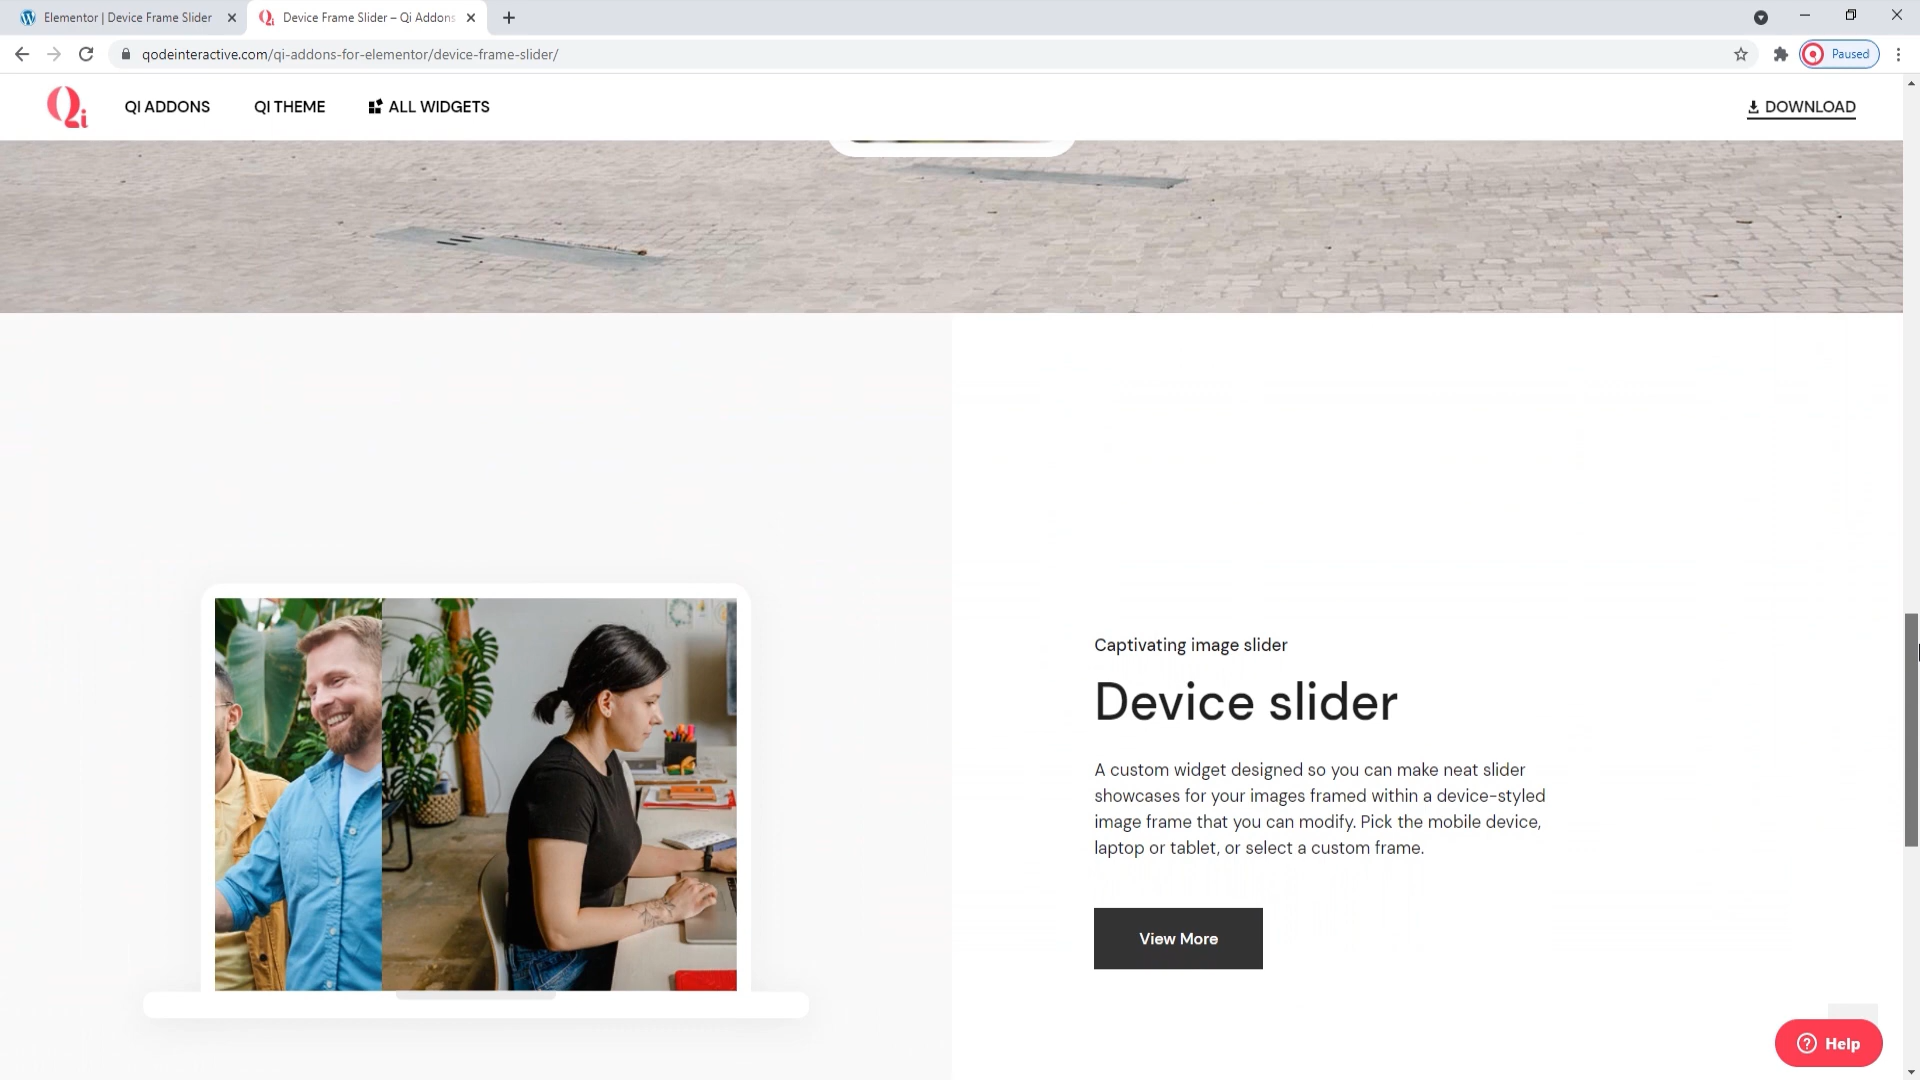 Elementor | Device Frame Slider
Device Frame Slider – Qi Addons
qodeinteractive.com/qi-addons-for-elementor/device-frame-slider/
Paused
Qi
QI ADDONS
QI THEME
ALL WIDGETS
DOWNLOAD
Captivating image slider
Device slider
A custom widget designed so you can make neat slider
showcases for your images framed within a device-styled
image frame that you can modify. Pick the mobile device,
laptop or tablet, or select a custom frame.
View More
Help